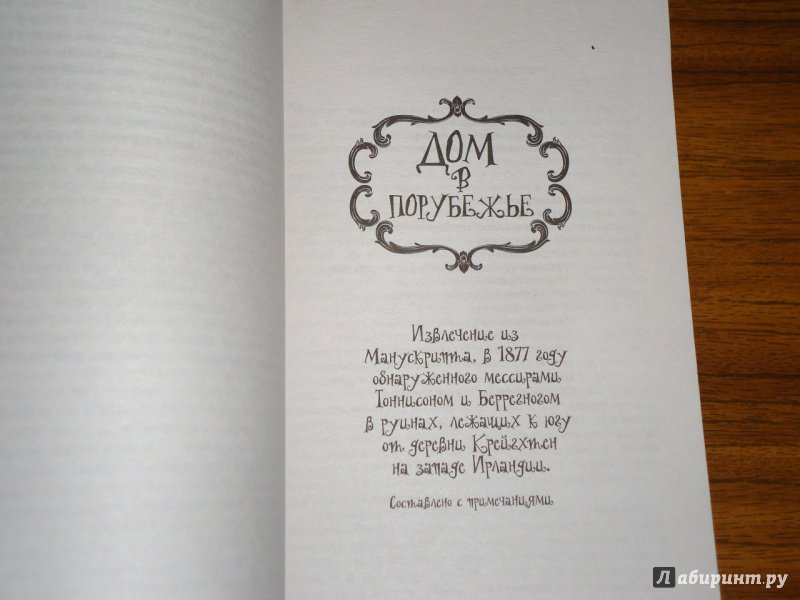 ДОМ
В
ПОРУБЕЖЬЕ
Извлечение из
Манускрипта, в 1877 году
обнаруженного мессирами
Тоннисоном и Беррегногом
в руинах, лежащих к югу
от деревни Крейгхтен
на западе Ирландии.
Составлено с примечаниями
Лабиринт.ру